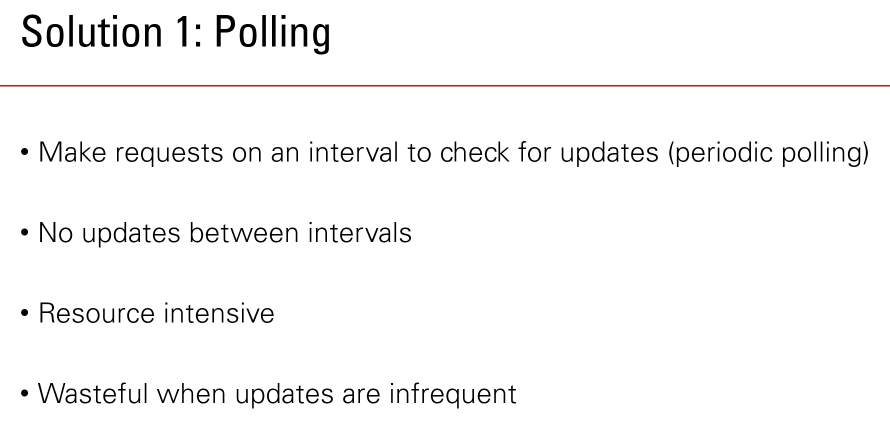 Solution 1: Polling
• Make requests on an interval to check for updates (periodic polling)
• No updates between intervals
• Resource intensive
• Wasteful when updates are infrequent